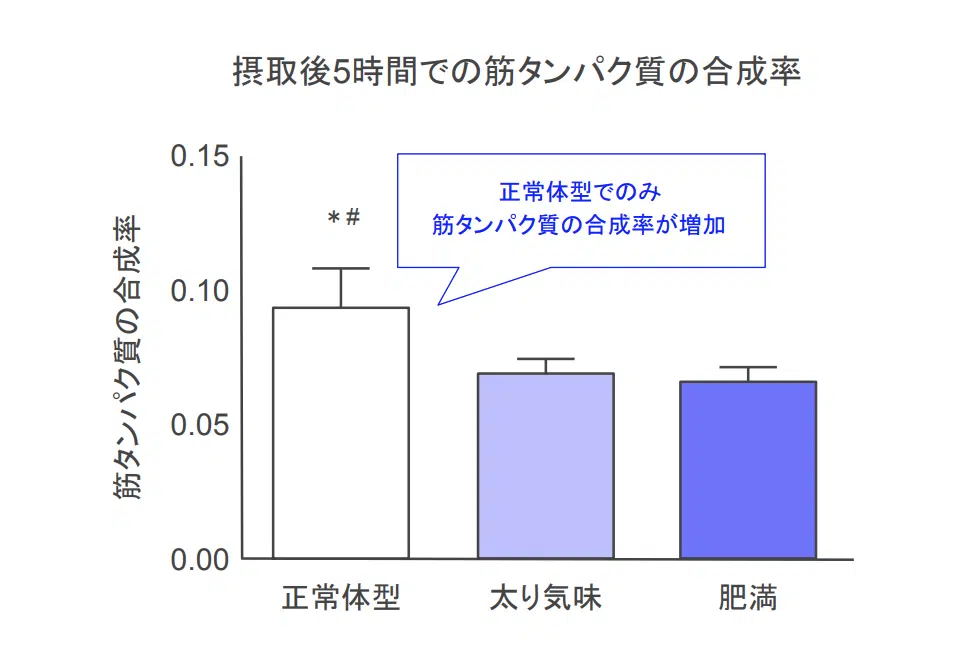 摂取後5時間での筋タンパク質の合成率
0.15
0.10
0.05
0.00
筋タンパク質の合成率
*#
正常体型でのみ
筋タンパク質の合成率が増加
正常体型
太り気味
肥満